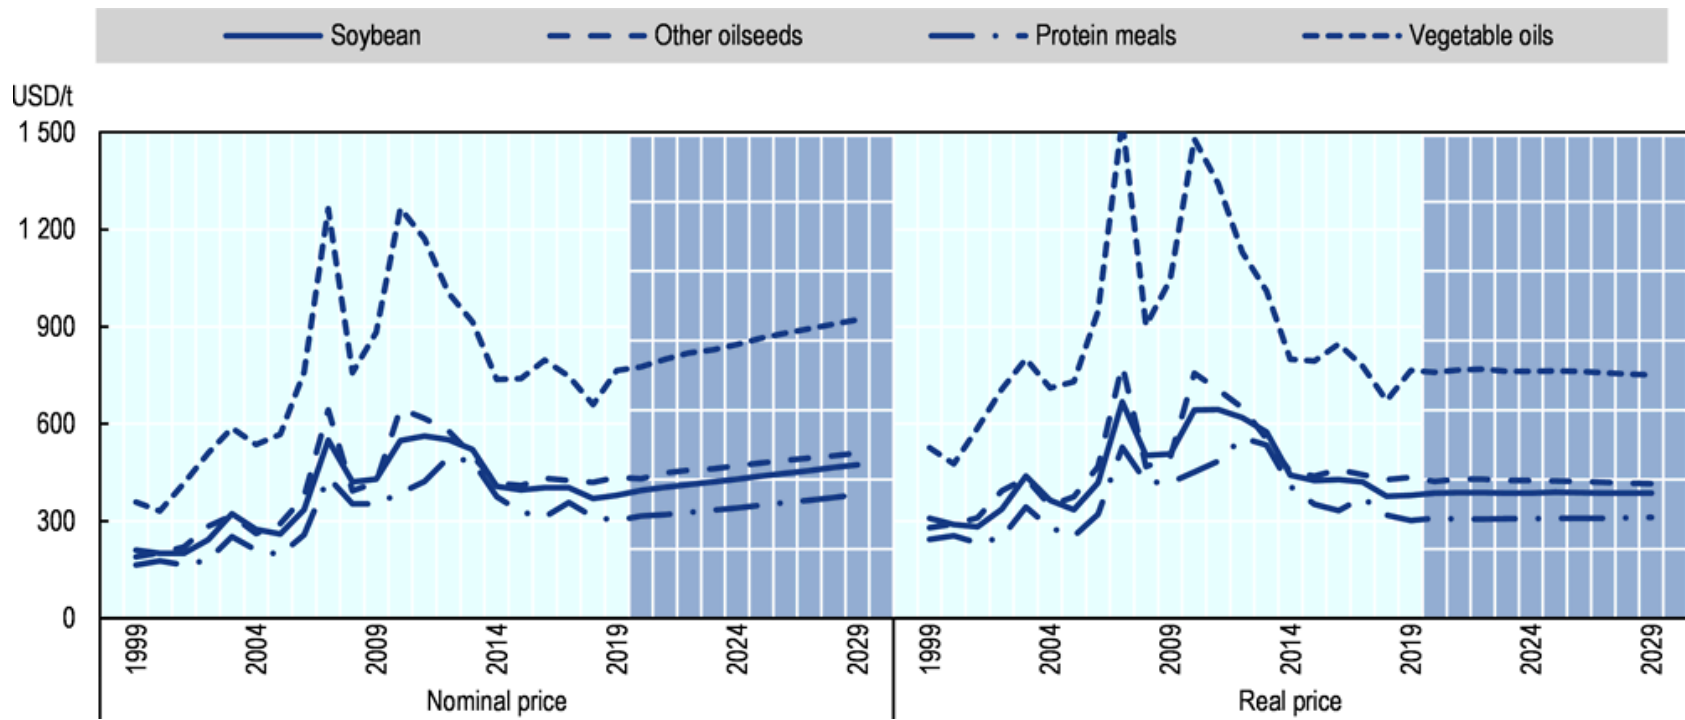 Soybean Other oilseeds Protein meals Vegetable oils
USD/t
1 500
1 200
900
600
300
0
1999 2004 2009 2014 2019 2024 2029 1999 2004 2009 2014 2019 2024 2029
Nominal price Real price